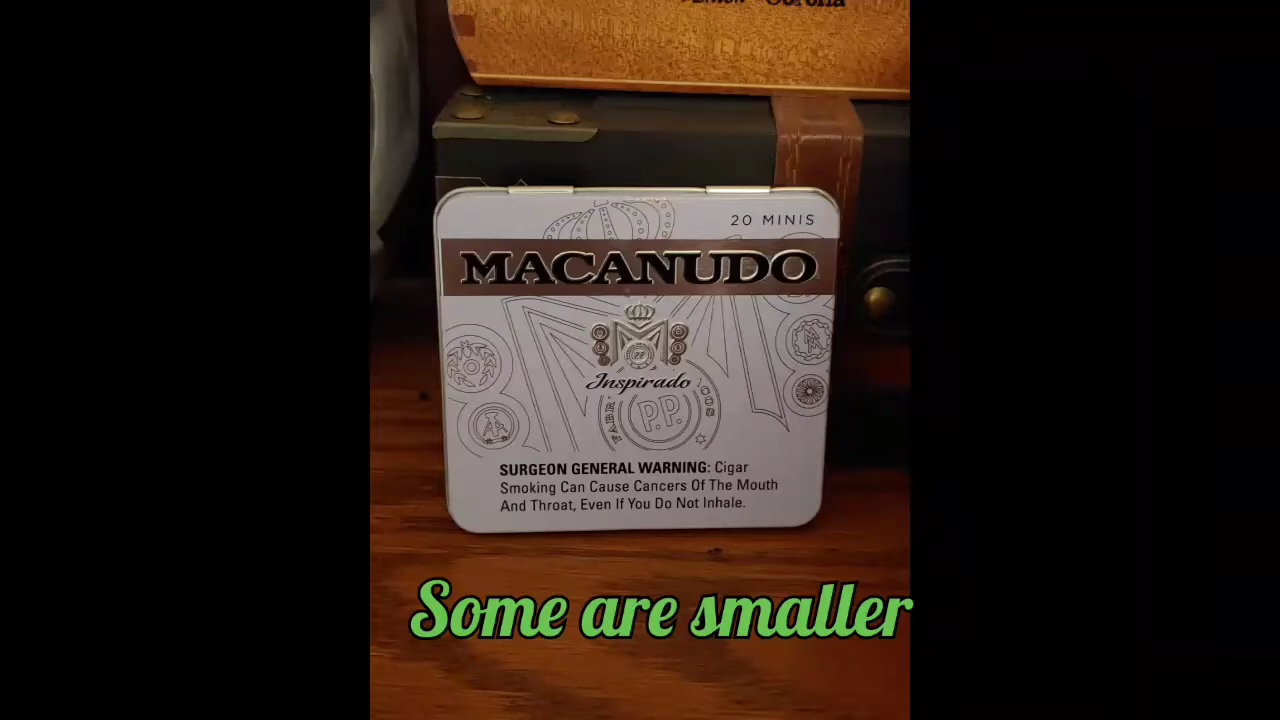 Corona
20 MINIS
MACANUDO
Inspirado
P.P.
SURGEON GENERAL WARNING: Cigar
Smoking Can Cause Cancers Of The Mouth
And Throat, Even If You Do Not Inhale.
Some are smaller